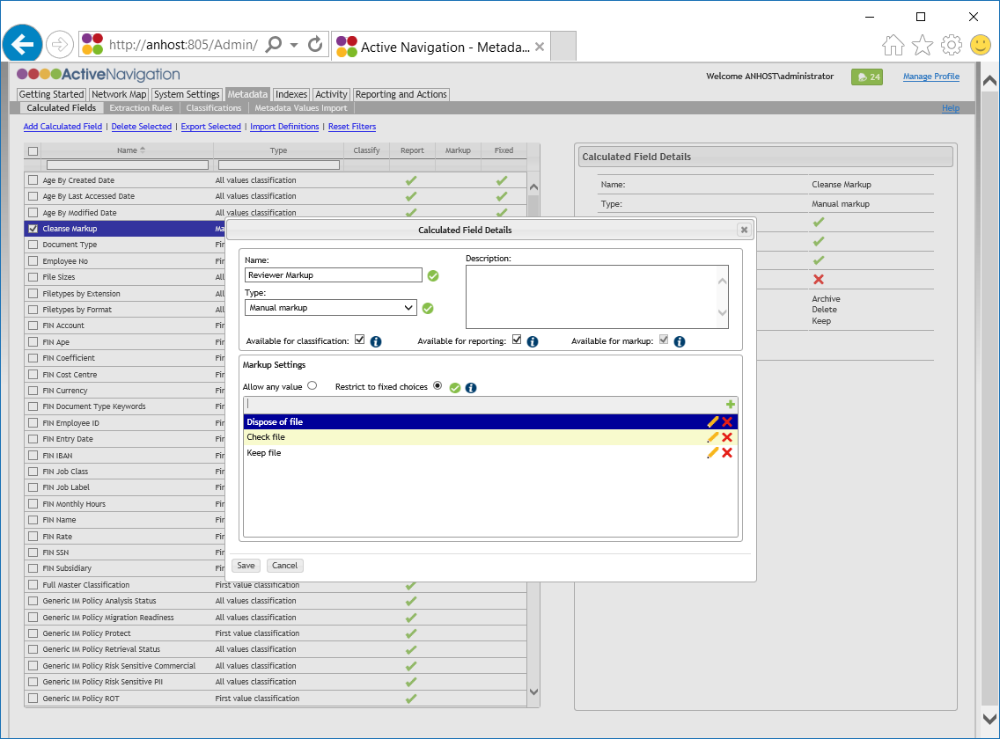 http://anhost:805/Admin/
Active Navigation - Metada...
ActiveNavigation
Welcome ANHOST\administrator
24
Manage Profile
Getting Started
Network Map
System Settings
Metadata
Indexes
Activity
Reporting and Actions
Calculated Fields
Extraction Rules
Classifications
Metadata Values Import
Help
Add Calculated Field | Delete Selected | Export Selected | Import Definitions | Reset Filters
Name Type Classify Report Markup Fixed
Age By Created Date All values classification
Age By Last Accessed Date All values classification
Age By Modified Date All values classification
Cleanse Markup Ma
Document Type Fir
Employee No Fir
File Sizes All
Filetypes by Extension All
Filetypes by Format All
FIN Account Fir
FIN Ape Fir
FIN Coefficient Fir
FIN Cost Centre Fir
FIN Currency Fir
FIN Document Type Keywords Fir
FIN Employee ID Fir
FIN Entry Date Fir
FIN IBAN Fir
FIN Job Class Fir
FIN Job Label Fir
FIN Monthly Hours Fir
FIN Name Fir
FIN Rate Fir
FIN SSN Fir
FIN Subsidiary Fir
Full Master Classification First value classification
Generic IM Policy Analysis Status All values classification
Generic IM Policy Migration Readiness All values classification
Generic IM Policy Protect First value classification
Generic IM Policy Retrieval Status All values classification
Generic IM Policy Risk Sensitive Commercial All values classification
Generic IM Policy Risk Sensitive PII All values classification
Generic IM Policy ROT First value classification
Calculated Field Details
Name: Cleanse Markup
Type: Manual markup
Archive
Delete
Keep
Calculated Field Details
Name:
Reviewer Markup
Description:
Type:
Manual markup
Available for classification:
Available for reporting:
Available for markup:
Markup Settings
Allow any value
Restrict to fixed choices
Dispose of file
Check file
Keep file
Save
Cancel